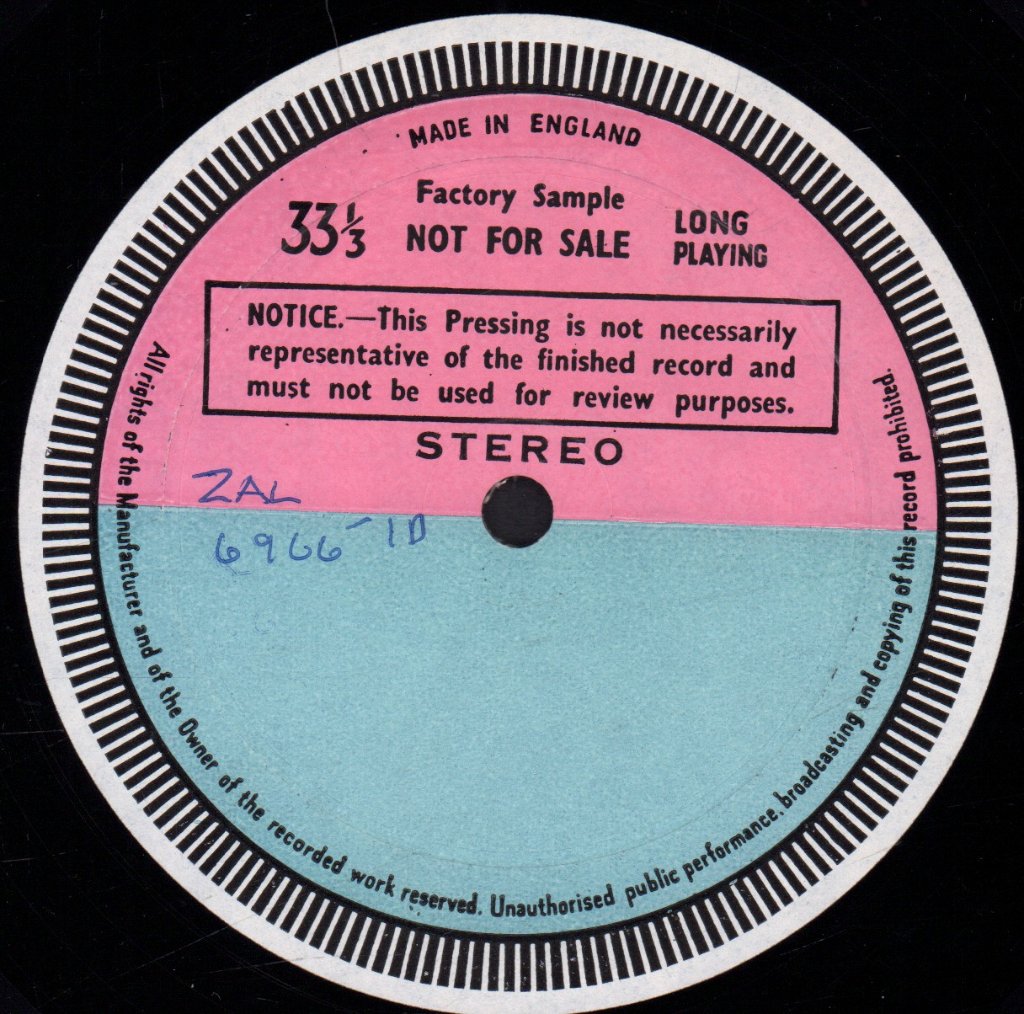 MADE IN ENGLAND
Factory Sample
33⅓ NOT FOR SALE LONG PLAYING
NOTICE.—This Pressing is not necessarily
representative of the finished record and
must not be used for review purposes.
STEREO
ZAL
6966-1D
All rights of the Manufacturer and of the Owner of the recorded work reserved. Unauthorised public performance, broadcasting and copying of this record prohibited.